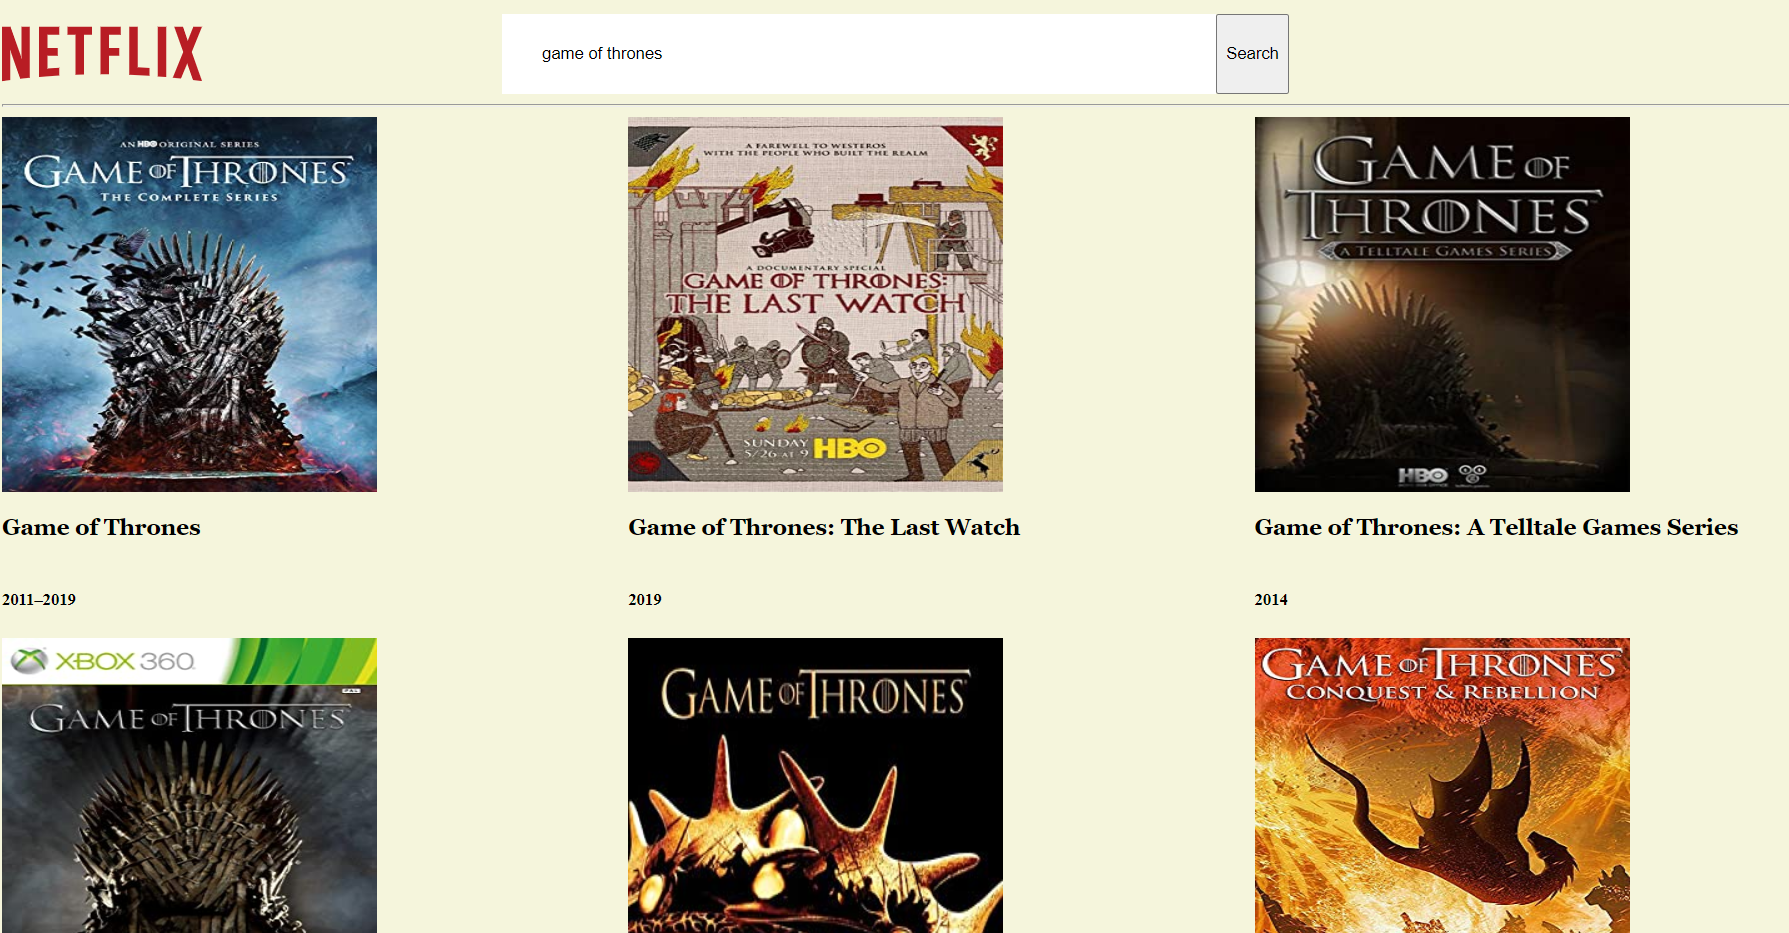 NETFLIX
game of thrones
Search
AN HBO ORIGINAL SERIES
GAME OF THRONES
THE COMPLETE SERIES
A FAREWELL TO WESTEROS
WITH THE PEOPLE WHO BUILT THE REALM
A DOCUMENTARY SPECIAL
GAME OF THRONES:
THE LAST WATCH
SUNDAY
5/26 AT 9
HBO
GAME OF
THRONES
A TELLTALE GAMES SERIES
HBO
Game of Thrones
Game of Thrones: The Last Watch
Game of Thrones: A Telltale Games Series
2011–2019
2019
2014
XBOX 360
PAL
GAME OF THRONES
GAME OF THRONES
GAME OF THRONES
CONQUEST & REBELLION